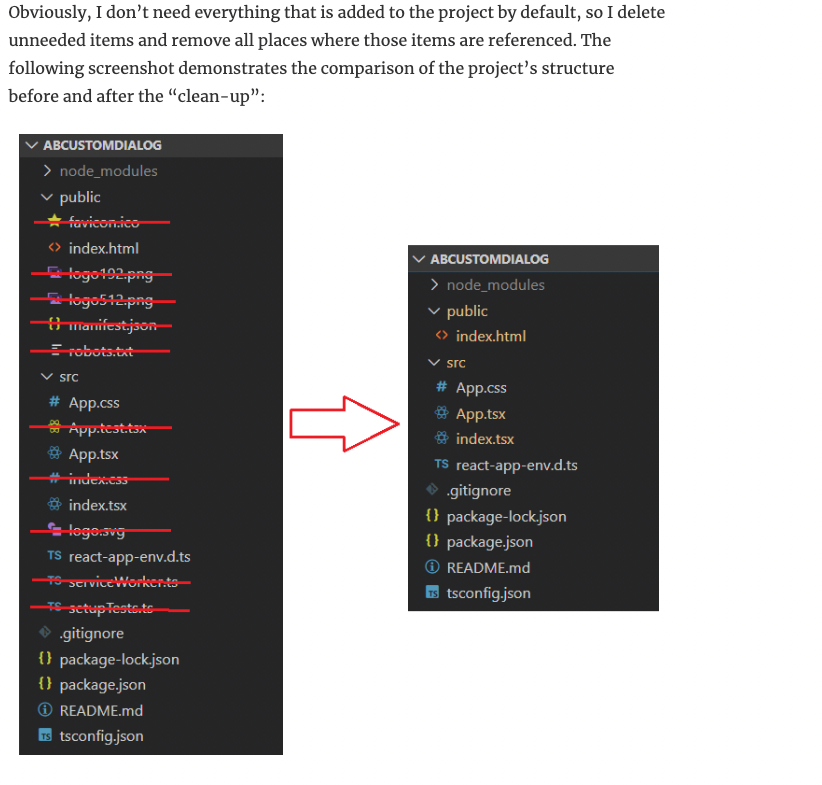 Obviously, I don’t need everything that is added to the project by default, so I delete
unneeded items and remove all places where those items are referenced. The
following screenshot demonstrates the comparison of the project’s structure
before and after the “clean-up”:
ABCUSTOMDIALOG
node_modules
public
favicon.ico
index.html
logo192.png
logo512.png
manifest.json
robots.txt
src
App.css
App.test.tsx
App.tsx
index.css
index.tsx
logo.svg
react-app-env.d.ts
serviceWorker.ts
setupTests.ts
.gitignore
package-lock.json
package.json
README.md
tsconfig.json
ABCUSTOMDIALOG
node_modules
public
index.html
src
App.css
App.tsx
index.tsx
react-app-env.d.ts
.gitignore
package-lock.json
package.json
README.md
tsconfig.json